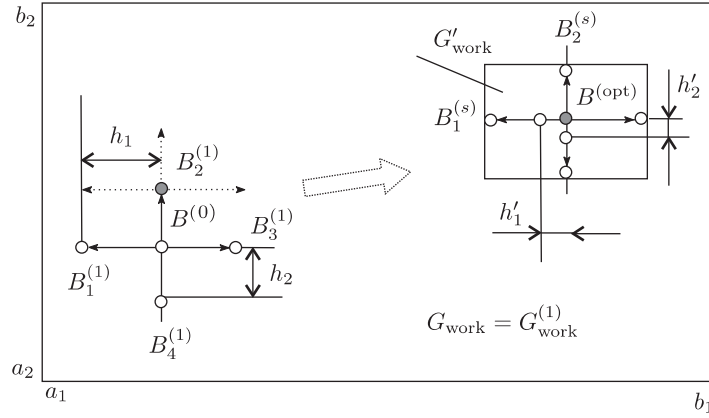 b₂
B₂⁽ˢ⁾
G′work
h′₂
B⁽ᵒᵖᵗ⁾
B₁⁽ˢ⁾
h₁
B₂⁽¹⁾
B⁽⁰⁾
B₃⁽¹⁾
h′₁
B₁⁽¹⁾
h₂
Gwork = Gwork⁽¹⁾
B₄⁽¹⁾
a₂
a₁
b₁